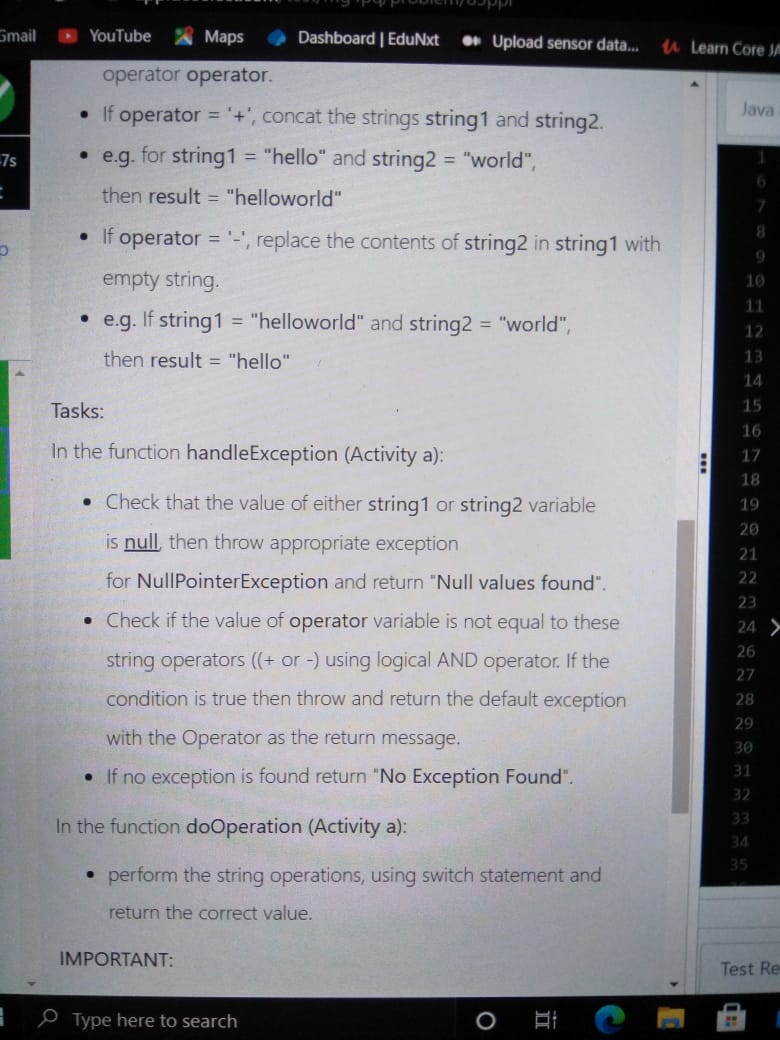 Gmail YouTube Maps Dashboard | EduNxt Upload sensor data... Learn Core JA
operator operator.
• If operator = '+', concat the strings string1 and string2.
• e.g. for string1 = "hello" and string2 = "world",
then result = "helloworld"
• If operator = '-', replace the contents of string2 in string1 with
empty string.
• e.g. If string1 = "helloworld" and string2 = "world",
then result = "hello"
Tasks:
In the function handleException (Activity a):
• Check that the value of either string1 or string2 variable
is null, then throw appropriate exception
for NullPointerException and return "Null values found".
• Check if the value of operator variable is not equal to these
string operators ((+ or -) using logical AND operator. If the
condition is true then throw and return the default exception
with the Operator as the return message.
• If no exception is found return "No Exception Found".
In the function doOperation (Activity a):
• perform the string operations, using switch statement and
return the correct value.
IMPORTANT:
7s
Java
1
6
7
8
9
10
11
12
13
14
15
16
17
18
19
20
21
22
23
24
26
27
28
29
30
31
32
33
34
35
Test Re
Type here to search